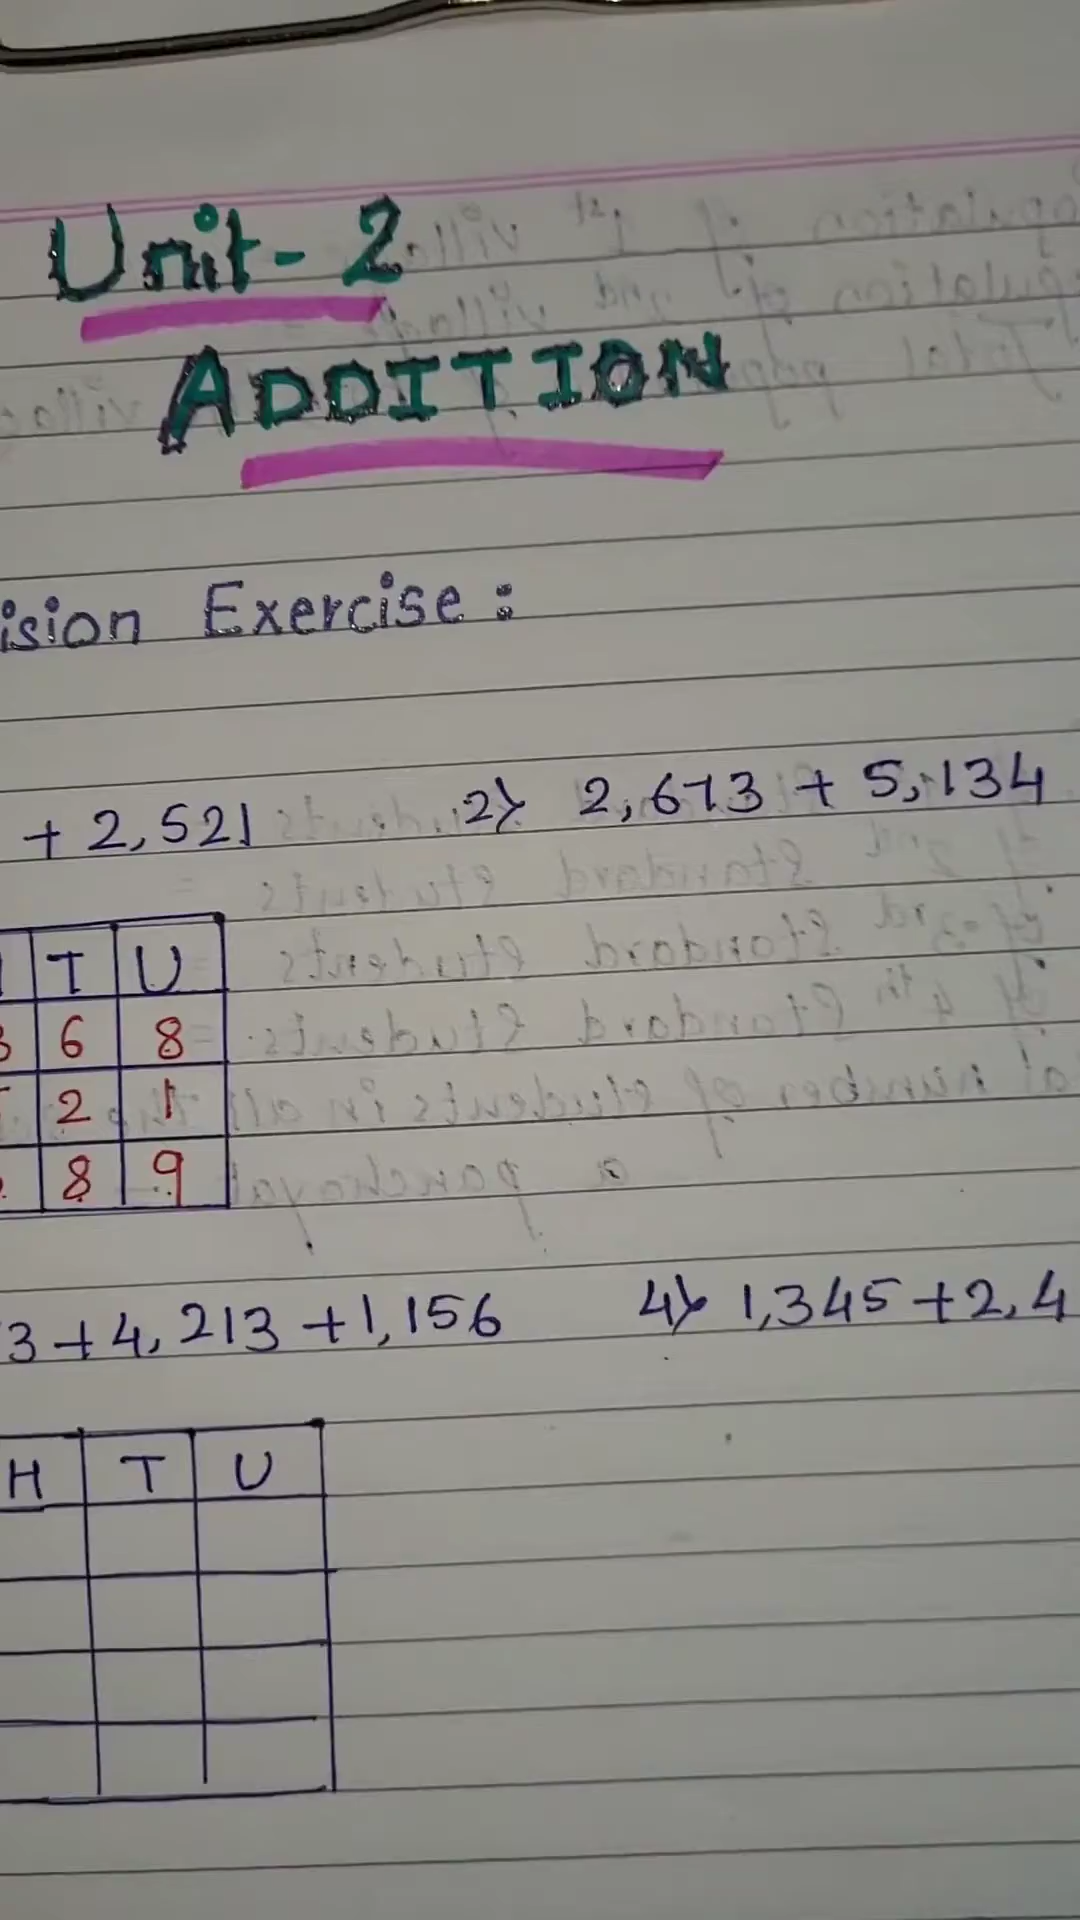 Unit-2
ADDITION
ision Exercise:
+ 2,521 2) 2,673 + 5,134
T U
6 8
2 1
8 9
3+4,213+1,156 4) 1,345+2,4
H T U